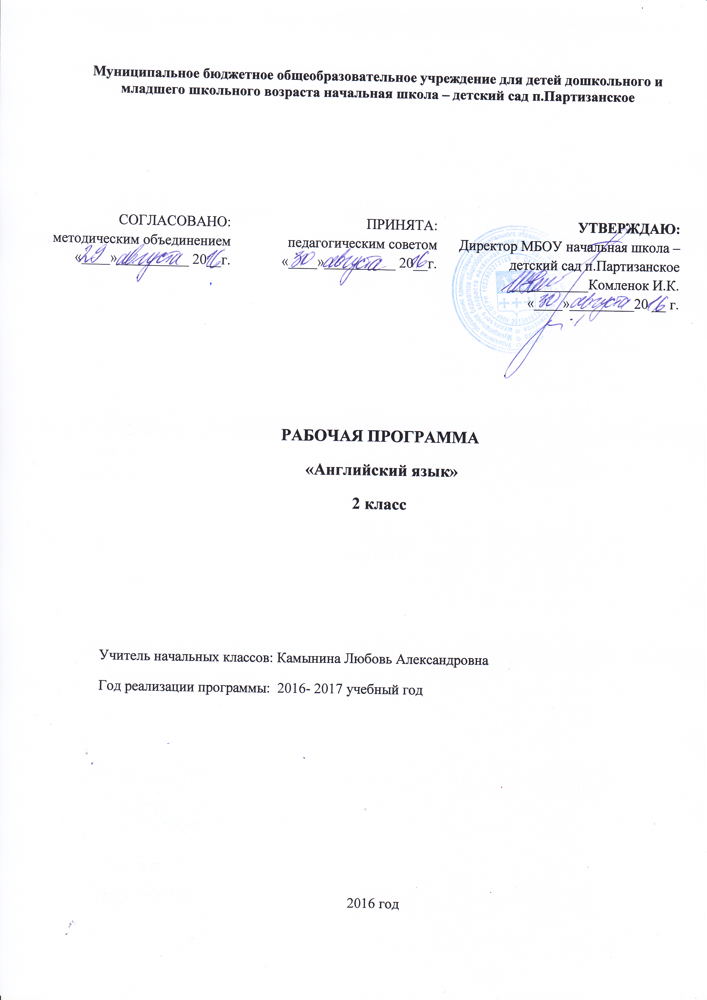 Муниципальное бюджетное общеобразовательное учреждение для детей дошкольного и
младшего школьного возраста начальная школа – детский сад п.Партизанское
СОГЛАСОВАНО:
методическим объединением
«29» августа 2016г.
ПРИНЯТА:
педагогическим советом
«30» августа 2016г.
УТВЕРЖДАЮ:
Директор МБОУ начальная школа –
детский сад п.Партизанское
Комленок И.К.
«30» августа 2016 г.
РАБОЧАЯ ПРОГРАММА
«Английский язык»
2 класс
Учитель начальных классов: Камынина Любовь Александровна
Год реализации программы: 2016- 2017 учебный год
2016 год